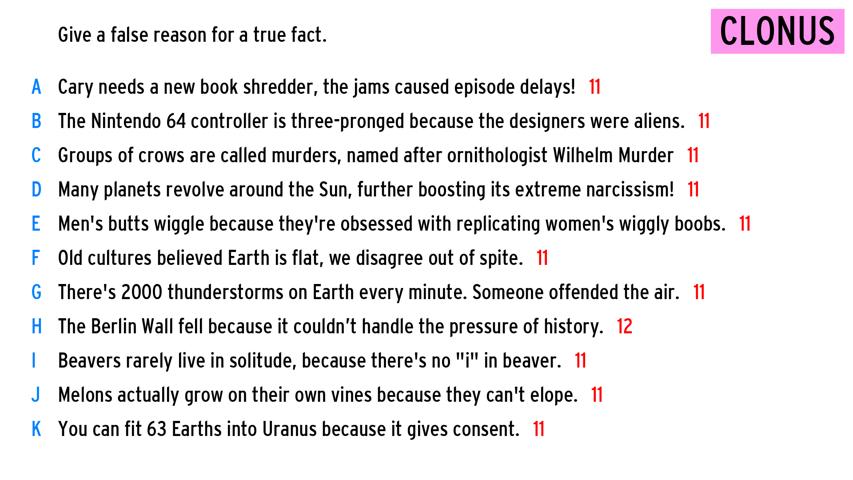 Give a false reason for a true fact.
CLONUS
A Cary needs a new book shredder, the jams caused episode delays! 11
B The Nintendo 64 controller is three-pronged because the designers were aliens. 11
C Groups of crows are called murders, named after ornithologist Wilhelm Murder 11
D Many planets revolve around the Sun, further boosting its extreme narcissism! 11
E Men's butts wiggle because they're obsessed with replicating women's wiggly boobs. 11
F Old cultures believed Earth is flat, we disagree out of spite. 11
G There's 2000 thunderstorms on Earth every minute. Someone offended the air. 11
H The Berlin Wall fell because it couldn’t handle the pressure of history. 12
I Beavers rarely live in solitude, because there's no "i" in beaver. 11
J Melons actually grow on their own vines because they can't elope. 11
K You can fit 63 Earths into Uranus because it gives consent. 11